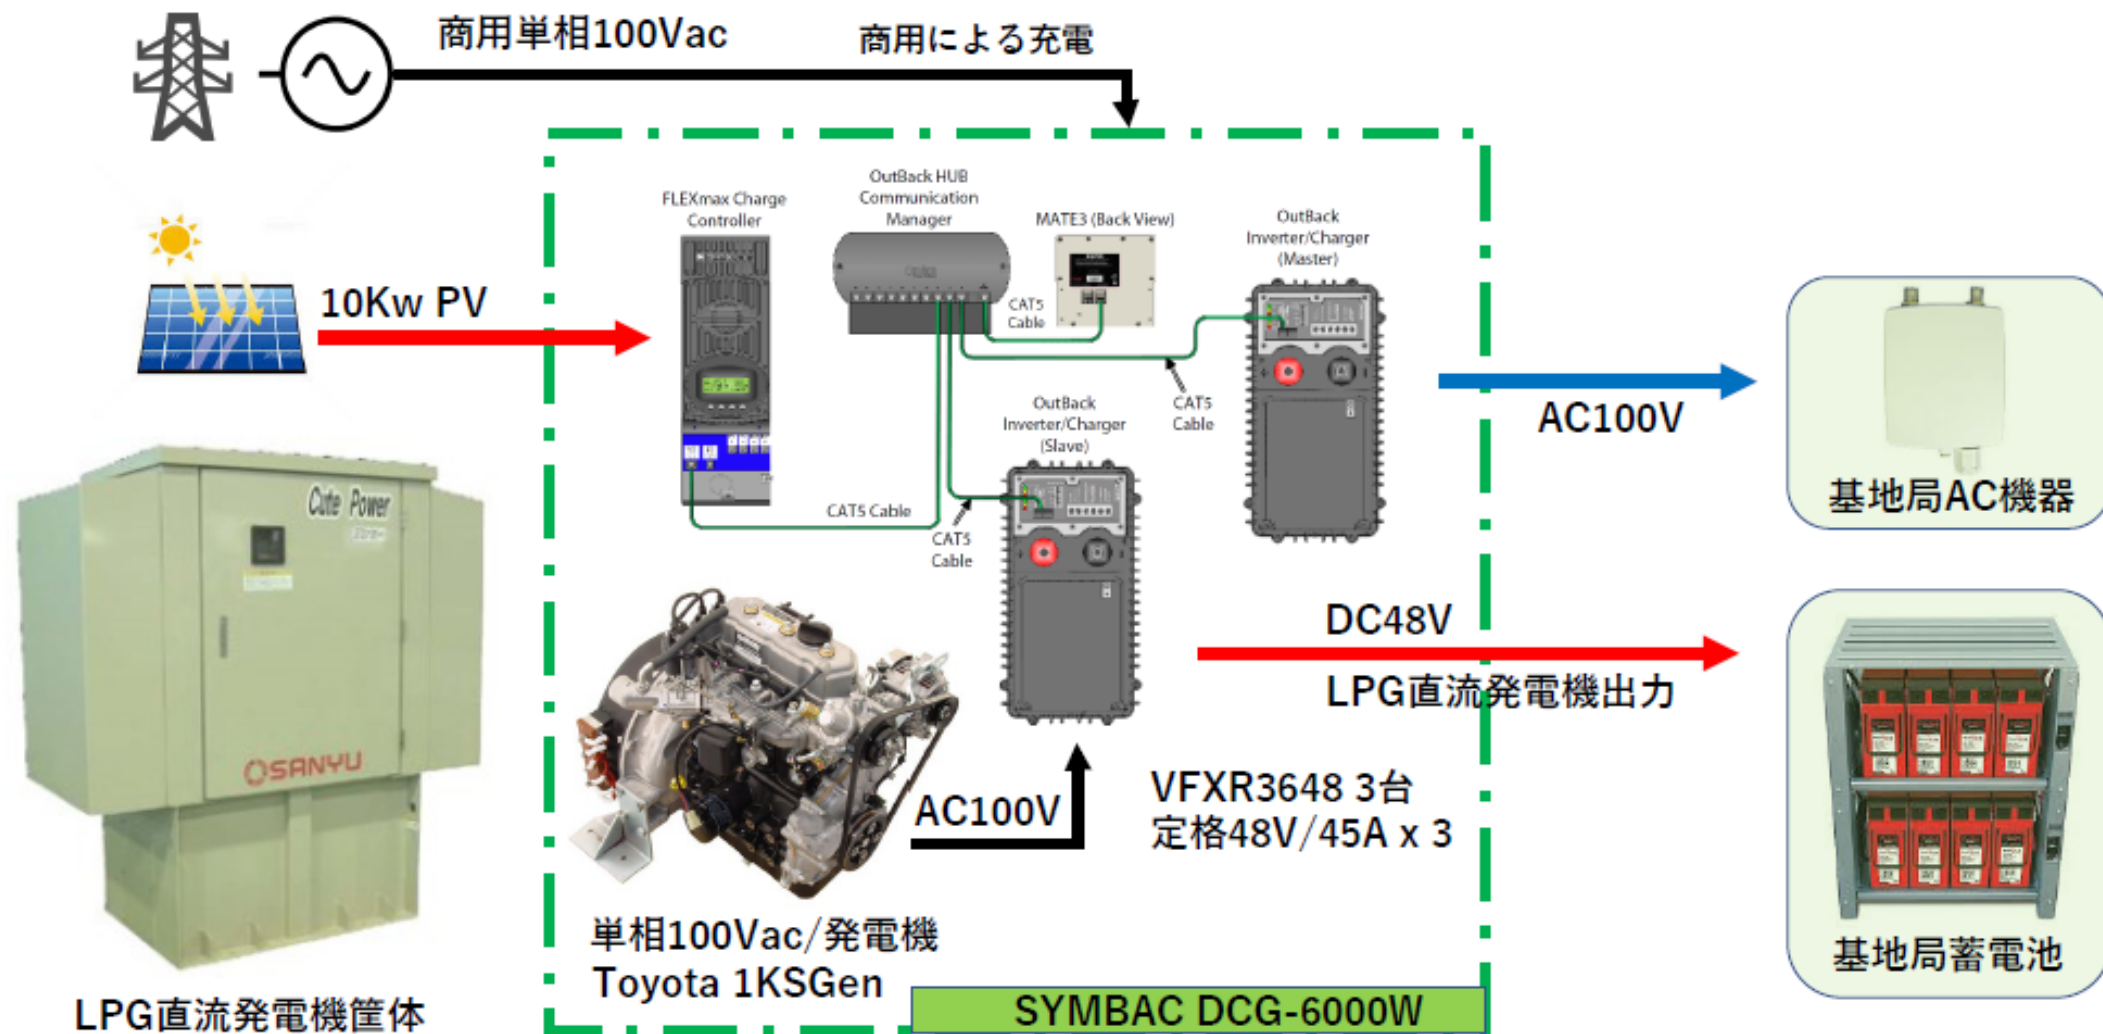 商用単相100Vac
商用による充電
FLEXmax Charge
Controller
OutBack HUB
Communication
Manager
MATE3 (Back View)
OutBack
Inverter/Charger
(Master)
10Kw PV
CAT5
Cable
CAT5
Cable
OutBack
Inverter/Charger
(Slave)
CAT5 Cable
CAT5
Cable
AC100V
基地局AC機器
Cute Power
SANYU
DC48V
LPG直流発電機出力
AC100V
VFXR3648 3台
定格48V/45A x 3
単相100Vac/発電機
Toyota 1KSGen
基地局蓄電池
LPG直流発電機筐体
SYMBAC DCG-6000W